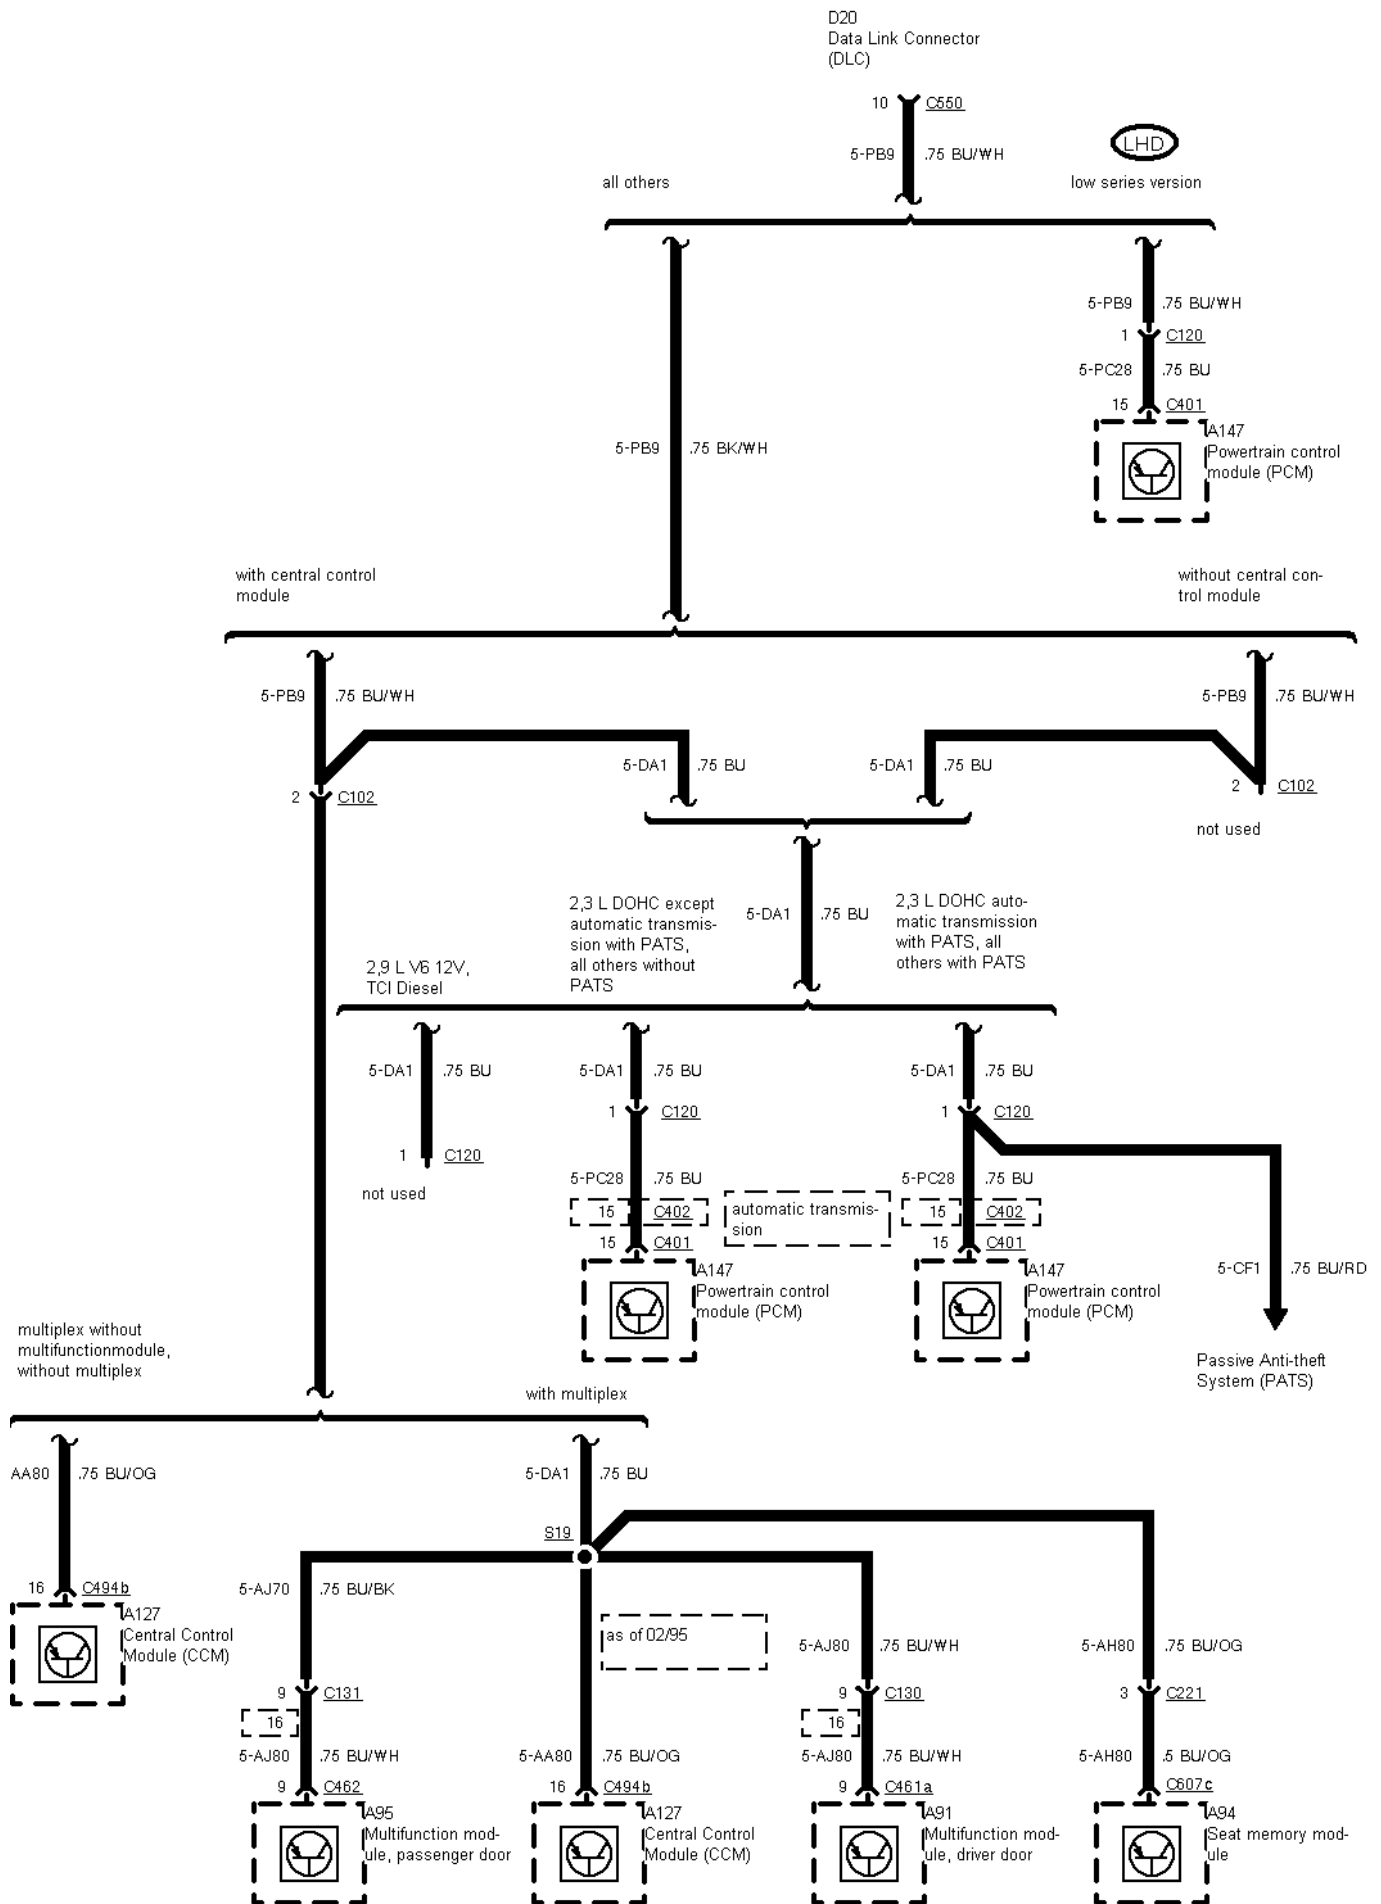 D20
Data Link Connector
(DLC)
10 C550
LHD
5-PB9 .75 BU/WH
all others
low series version
5-PB9 .75 BU/WH
1 C120
5-PC28 .75 BU
15 C401
A147
Powertrain control
module (PCM)
5-PB9 .75 BK/WH
with central control
module
without central con-
trol module
5-PB9 .75 BU/WH
5-PB9 .75 BU/WH
5-DA1 .75 BU
5-DA1 .75 BU
2 C102
2 C102
not used
2,3 L DOHC except
automatic transmis-
sion with PATS,
all others without
PATS
5-DA1 .75 BU
2,3 L DOHC auto-
matic transmission
with PATS, all
others with PATS
2,9 L V6 12V,
TCI Diesel
5-DA1 .75 BU
5-DA1 .75 BU
5-DA1 .75 BU
1 C120
1 C120
1 C120
not used
5-PC28 .75 BU
5-PC28 .75 BU
15 C402
automatic transmis-
sion
15 C402
15 C401
15 C401
A147
Powertrain control
module (PCM)
A147
Powertrain control
module (PCM)
5-CF1 .75 BU/RD
Passive Anti-theft
System (PATS)
multiplex without
multifunctionmodule,
without multiplex
with multiplex
AA80 .75 BU/OG
5-DA1 .75 BU
S19
16 C494b
A127
Central Control
Module (CCM)
5-AJ70 .75 BU/BK
as of 02/95
5-AJ80 .75 BU/WH
5-AH80 .75 BU/OG
9 C131
9 C130
3 C221
16
16
5-AJ80 .75 BU/WH
5-AA80 .75 BU/OG
5-AJ80 .75 BU/WH
5-AH80 .5 BU/OG
9 C462
16 C494b
9 C461a
C607c
A95
Multifunction mod-
ule, passenger door
A127
Central Control
Module (CCM)
A91
Multifunction mod-
ule, driver door
A94
Seat memory mod-
ule